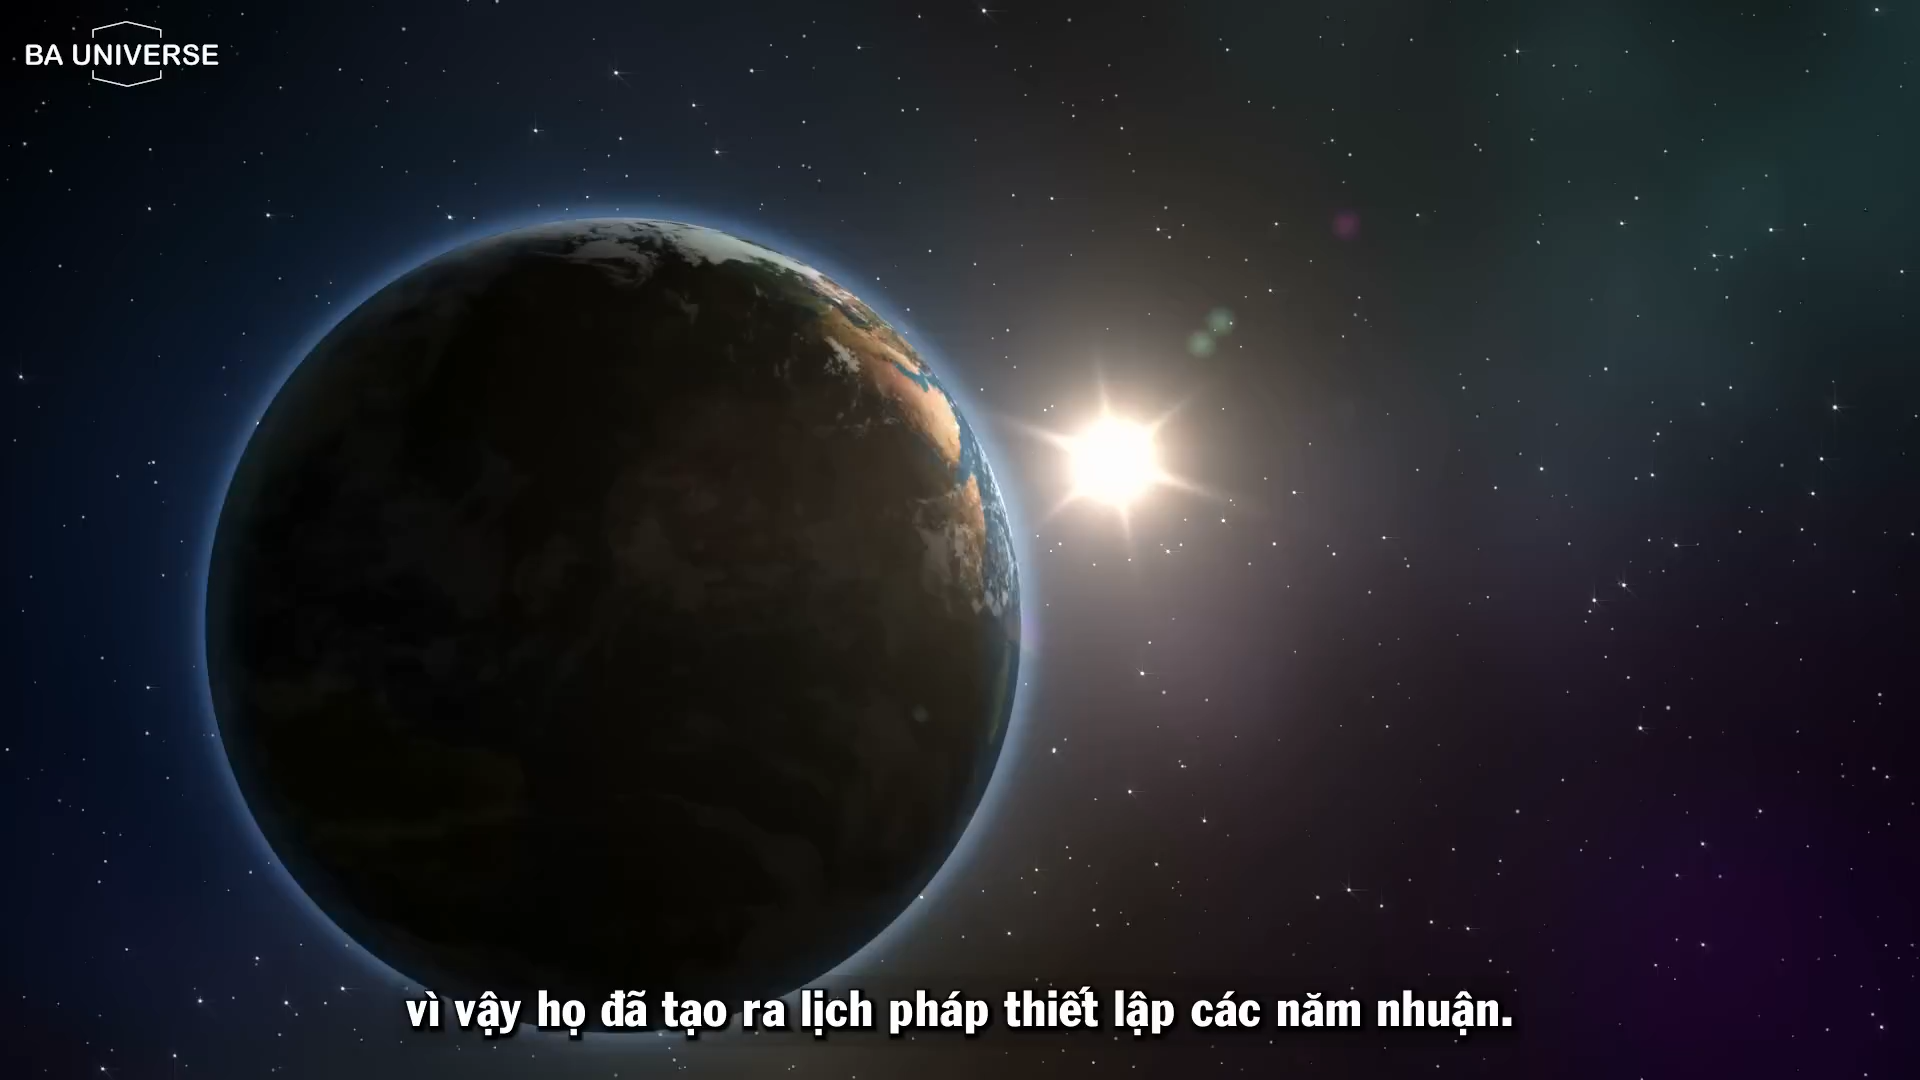 BA UNIVERSE
vì vậy họ đã tạo ra lịch pháp thiết lập các năm nhuận.